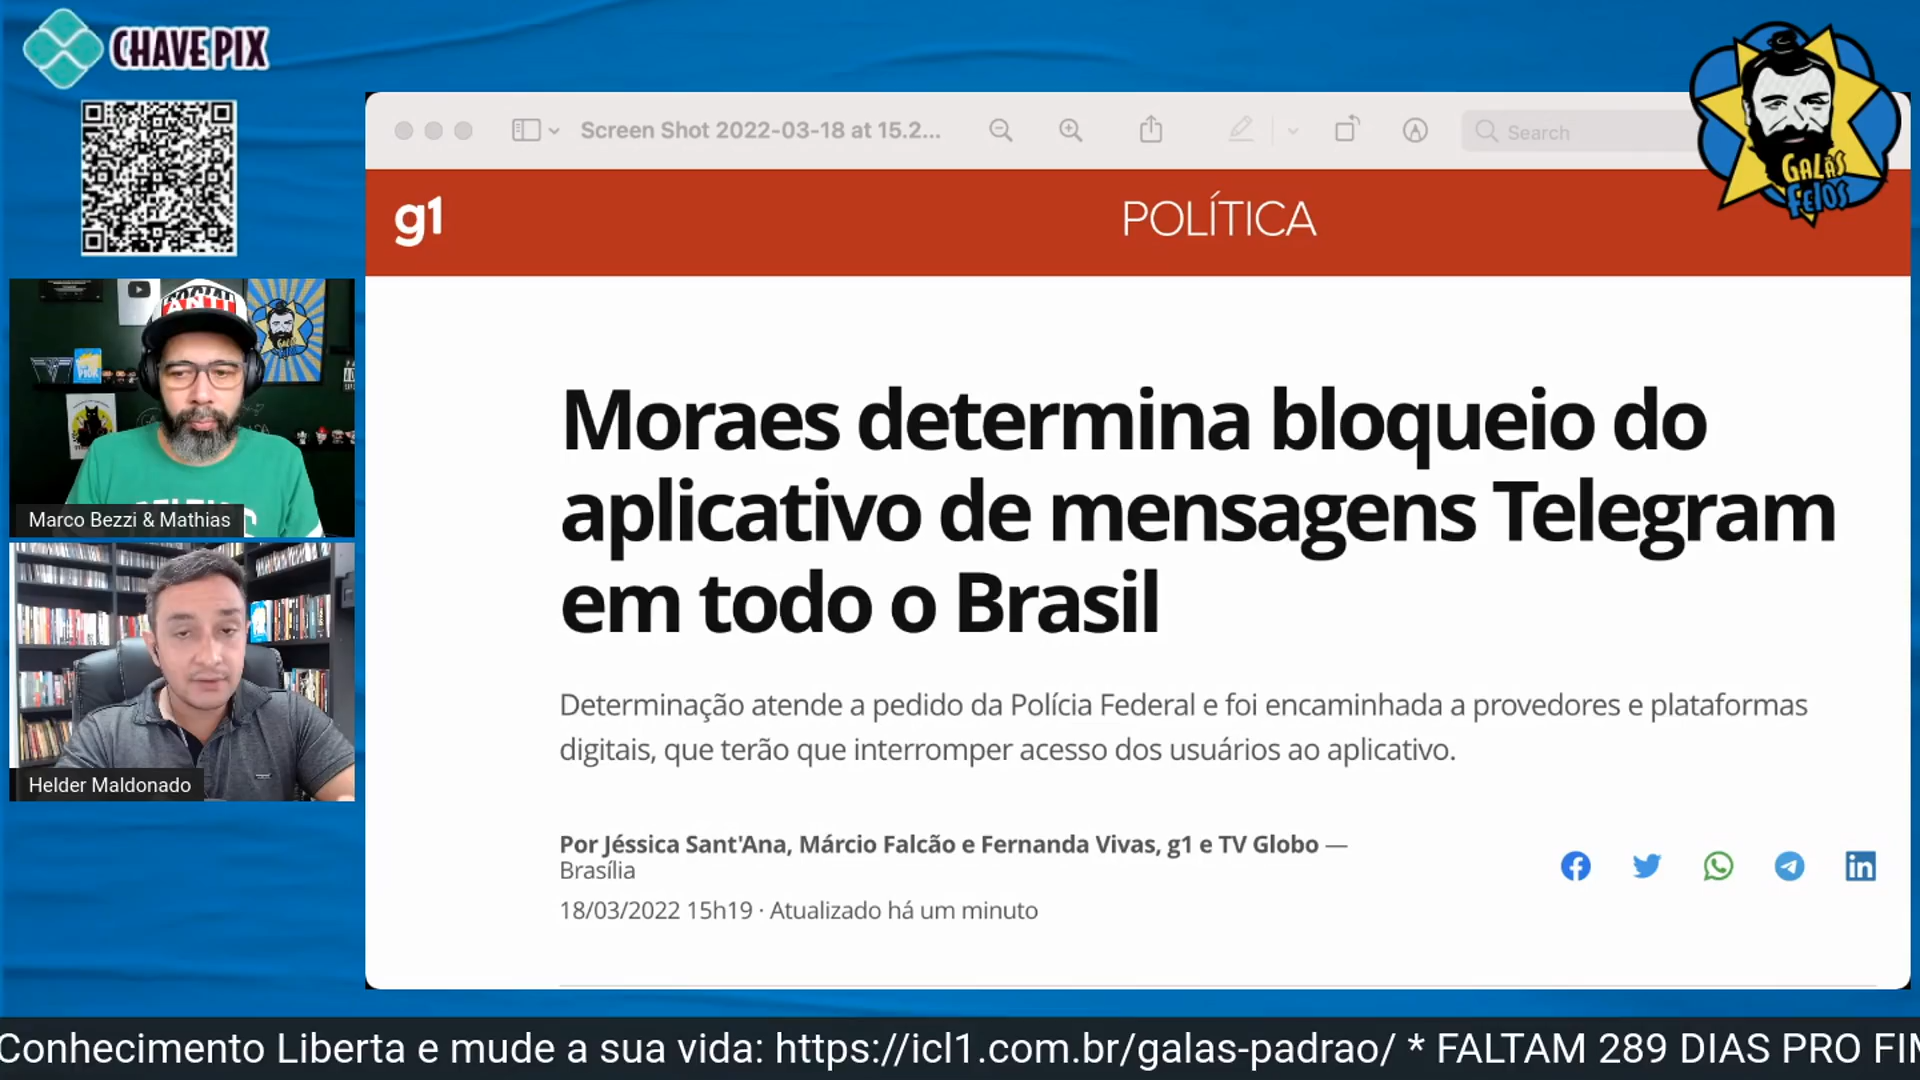 CHAVE PIX
Screen Shot 2022-03-18 at 15.2...
Search
GALÃS
FEIOS
g1
POLÍTICA
SOCIAL
ANTI
Marco Bezzi & Mathias
Helder Maldonado
Moraes determina bloqueio do
aplicativo de mensagens Telegram
em todo o Brasil
Determinação atende a pedido da Polícia Federal e foi encaminhada a provedores e plataformas
digitais, que terão que interromper acesso dos usuários ao aplicativo.
Por Jéssica Sant'Ana, Márcio Falcão e Fernanda Vivas, g1 e TV Globo —
Brasília
18/03/2022 15h19 · Atualizado há um minuto
Conhecimento Liberta e mude a sua vida: https://icl1.com.br/galas-padrao/ * FALTAM 289 DIAS PRO FIM